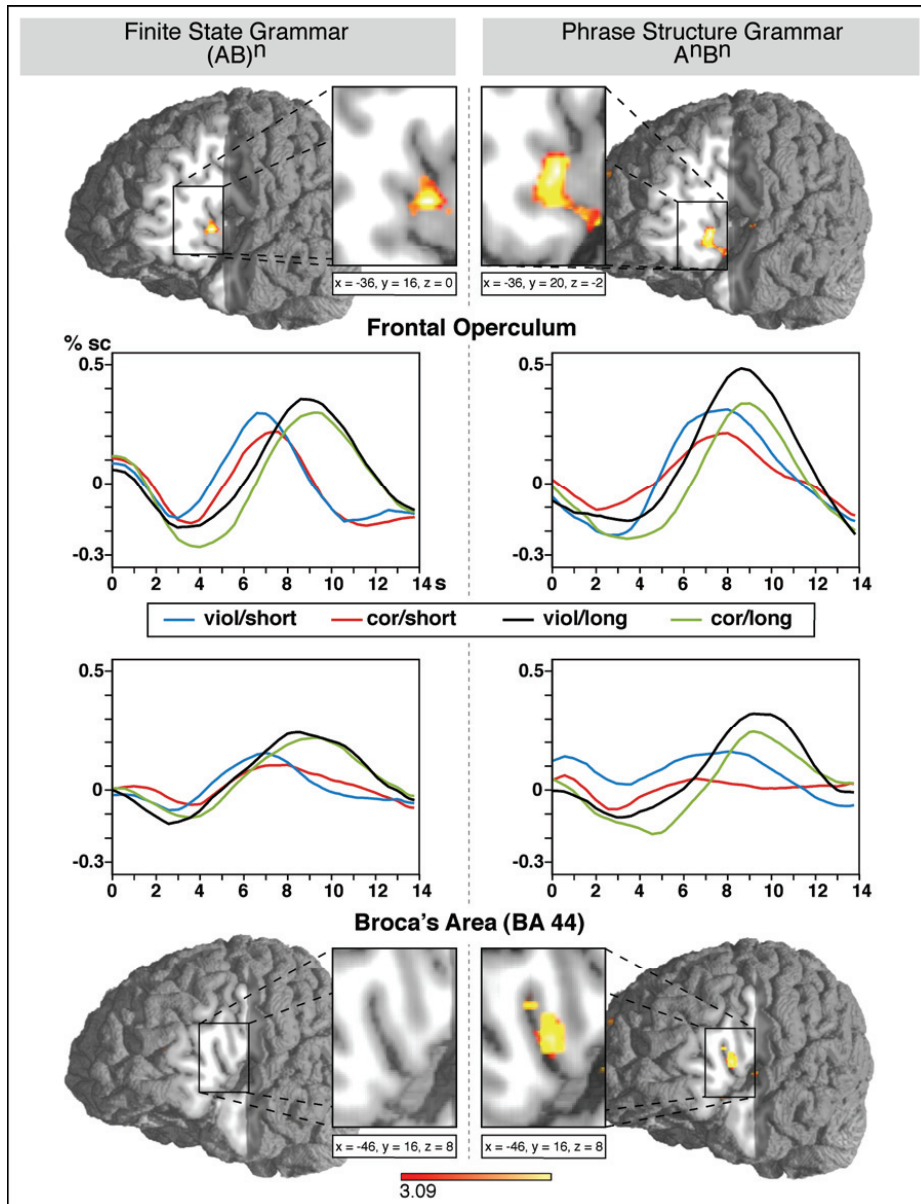 Finite State Grammar
(AB)ⁿ
Phrase Structure Grammar
AⁿBⁿ
x = -36, y = 16, z = 0
x = -36, y = 20, z = -2
Frontal Operculum
% sc
0.5
0
-0.3
0 2 4 6 8 10 12 14 s
0.5
0
-0.3
0 2 4 6 8 10 12 14
viol/short cor/short viol/long cor/long
0.5
0
-0.3
0 2 4 6 8 10 12 14
0.5
0
-0.3
0 2 4 6 8 10 12 14
Broca's Area (BA 44)
x = -46, y = 16, z = 8
x = -46, y = 16, z = 8
3.09